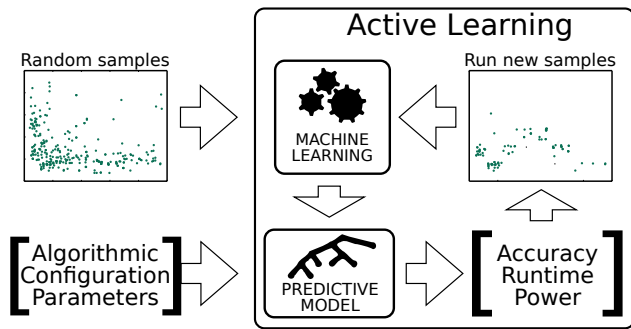 Active Learning
Random samples
Run new samples
MACHINE
LEARNING
Algorithmic
Configuration
Parameters
PREDICTIVE
MODEL
Accuracy
Runtime
Power